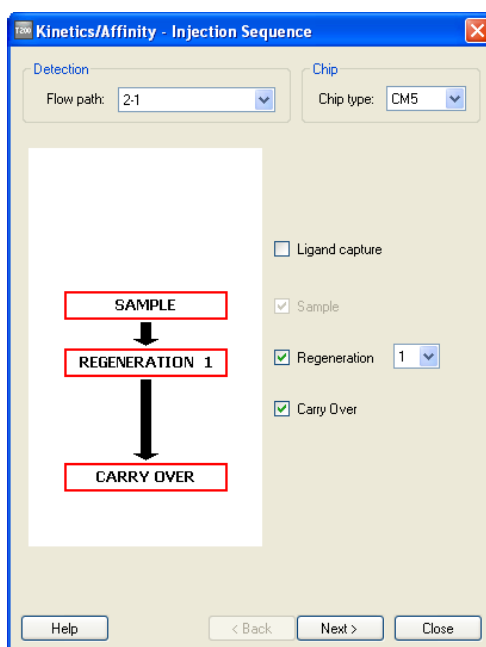 T200 Kinetics/Affinity - Injection Sequence
Detection
Chip
Flow path: 2-1
Chip type: CM5
Ligand capture
SAMPLE
Sample
REGENERATION 1
Regeneration 1
Carry Over
CARRY OVER
Help
< Back
Next >
Close